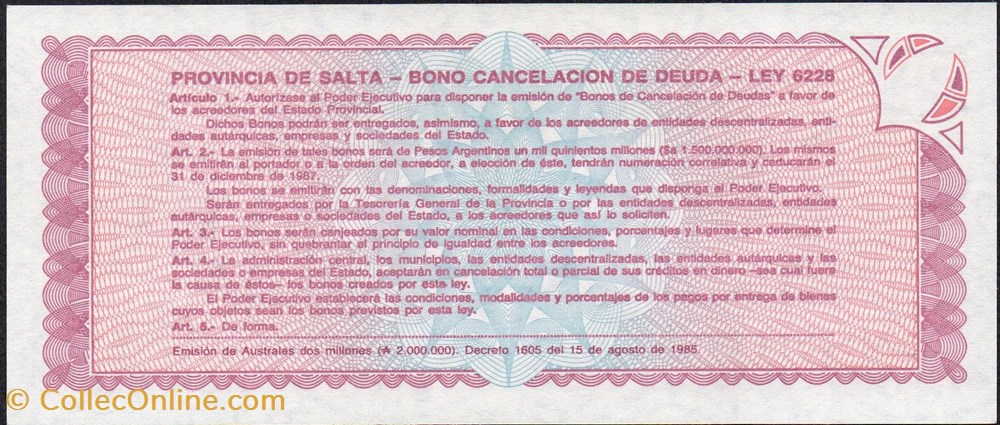 PROVINCIA DE SALTA – BONO CANCELACION DE DEUDA – LEY 6228
Artículo 1.- Autorízase al Poder Ejecutivo para disponer la emisión de "Bonos de Cancelación de Deudas" a favor de
los acreedores del Estado Provincial.
Dichos Bonos podrán ser entregados, asimismo, a favor de los acreedores de entidades descentralizadas, enti-
dades autárquicas, empresas y sociedades del Estado.
Art. 2.- La emisión de tales bonos será de Pesos Argentinos un mil quinientos millones ($a 1.500.000.000). Los mismos
se emitirán al portador o a la orden del acreedor, a elección de éste, tendrán numeración correlativa y caducarán el
31 de diciembre de 1987.
Los bonos se emitirán con las denominaciones, formalidades y leyendas que disponga el Poder Ejecutivo.
Serán entregados por la Tesorería General de la Provincia o por las entidades descentralizadas, entidades
autárquicas, empresas o sociedades del Estado, a los acreedores que así lo soliciten.
Art. 3.- Los bonos serán canjeados por su valor nominal en las condiciones, porcentajes y lugares que determine el
Poder Ejecutivo, sin quebrantar el principio de igualdad entre los acreedores.
Art. 4.- La administración central, los municipios, las entidades descentralizadas, las entidades autárquicas y las
sociedades o empresas del Estado, aceptarán en cancelación total o parcial de sus créditos en dinero –sea cual fuere
la causa de éstos– los bonos creados por esta ley.
El Poder Ejecutivo establecerá las condiciones, modalidades y porcentajes de los pagos por entrega de bienes
cuyos objetos sean los bonos previstos por esta ley.
Art. 5.- De forma.
Emisión de Australes dos millones (₳ 2.000.000). Decreto 1605 del 15 de agosto de 1985.
© CollecOnline.com